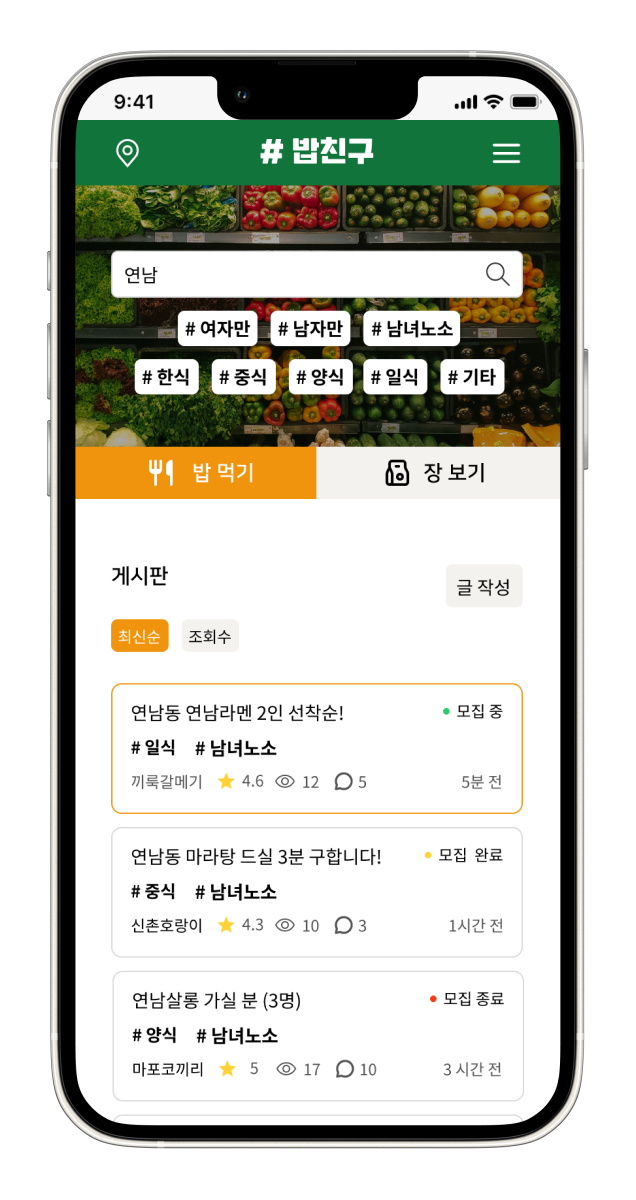 9:41
# 밥친구
연남
# 여자만 # 남자만 # 남녀노소
# 한식 # 중식 # 양식 # 일식 # 기타
밥 먹기 장 보기
게시판
글 작성
최신순 조회수
연남동 연남라멘 2인 선착순! 모집 중
# 일식 # 남녀노소
끼룩갈메기 4.6 12 5 5분 전
연남동 마라탕 드실 3분 구합니다! 모집 완료
# 중식 # 남녀노소
신촌호랑이 4.3 10 3 1시간 전
연남살롱 가실 분 (3명) 모집 종료
# 양식 # 남녀노소
마포코끼리 5 17 10 3 시간 전